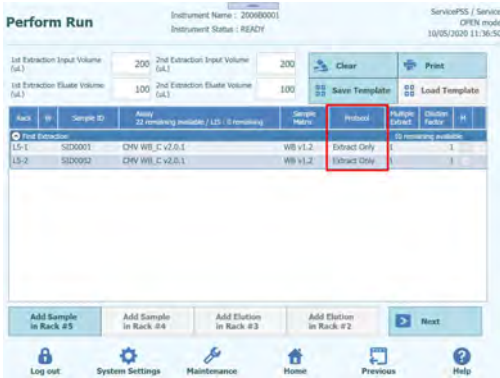 Perform Run
Instrument Name : 200680001
Instrument Status : READY
ServicePSS / Service
OPEN mode
10/05/2020 11:36:50
1st Extraction Input Volume (uL) 200 2nd Extraction Input Volume (uL) 200 Clear Print
1st Extraction Eluate Volume (uL) 100 2nd Extraction Eluate Volume (uL) 100 Save Template Load Template
Rack Sample ID Assay Sample Matrix Protocol Multiple Extract Dilution Factor H
22 remaining available / LIS : 0 remaining
First Extraction 10 remaining available
L5-1 SID0001 CMV WB_C v2.0.1 WB v1.2 Extract Only 1 1
L5-2 SID0002 CMV WB_C v2.0.1 WB v1.2 Extract Only 1 1
Add Sample in Rack #5 Add Sample in Rack #4 Add Elution in Rack #3 Add Elution in Rack #2 Next
Log out System Settings Maintenance Home Previous Help